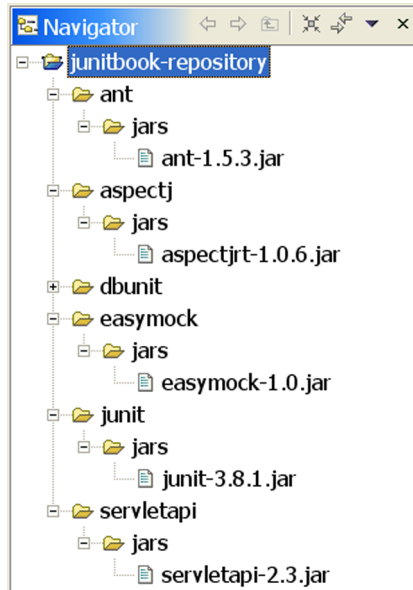 Navigator
junitbook-repository
ant
jars
ant-1.5.3.jar
aspectj
jars
aspectjrt-1.0.6.jar
dbunit
easymock
jars
easymock-1.0.jar
junit
jars
junit-3.8.1.jar
servletapi
jars
servletapi-2.3.jar